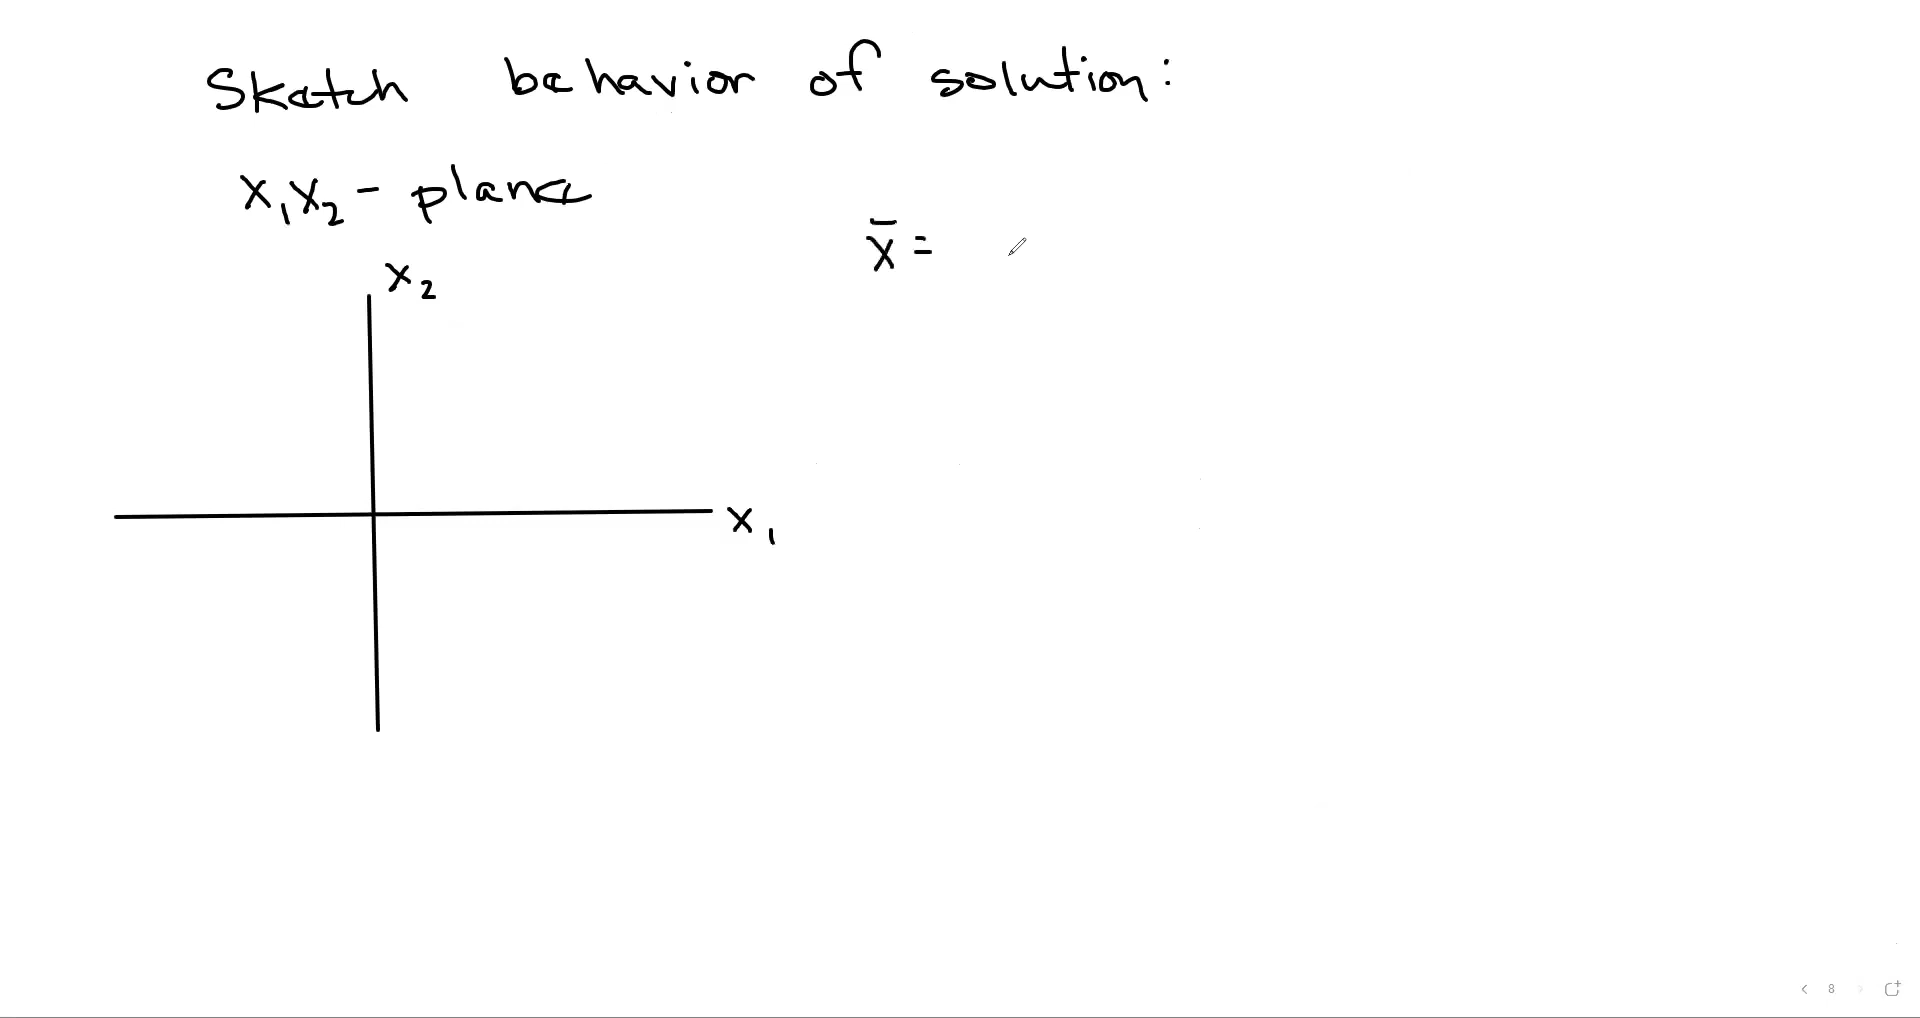 Sketch behavior of solution:
x₁x₂ - plane
x̄ =
x₂
x₁
8